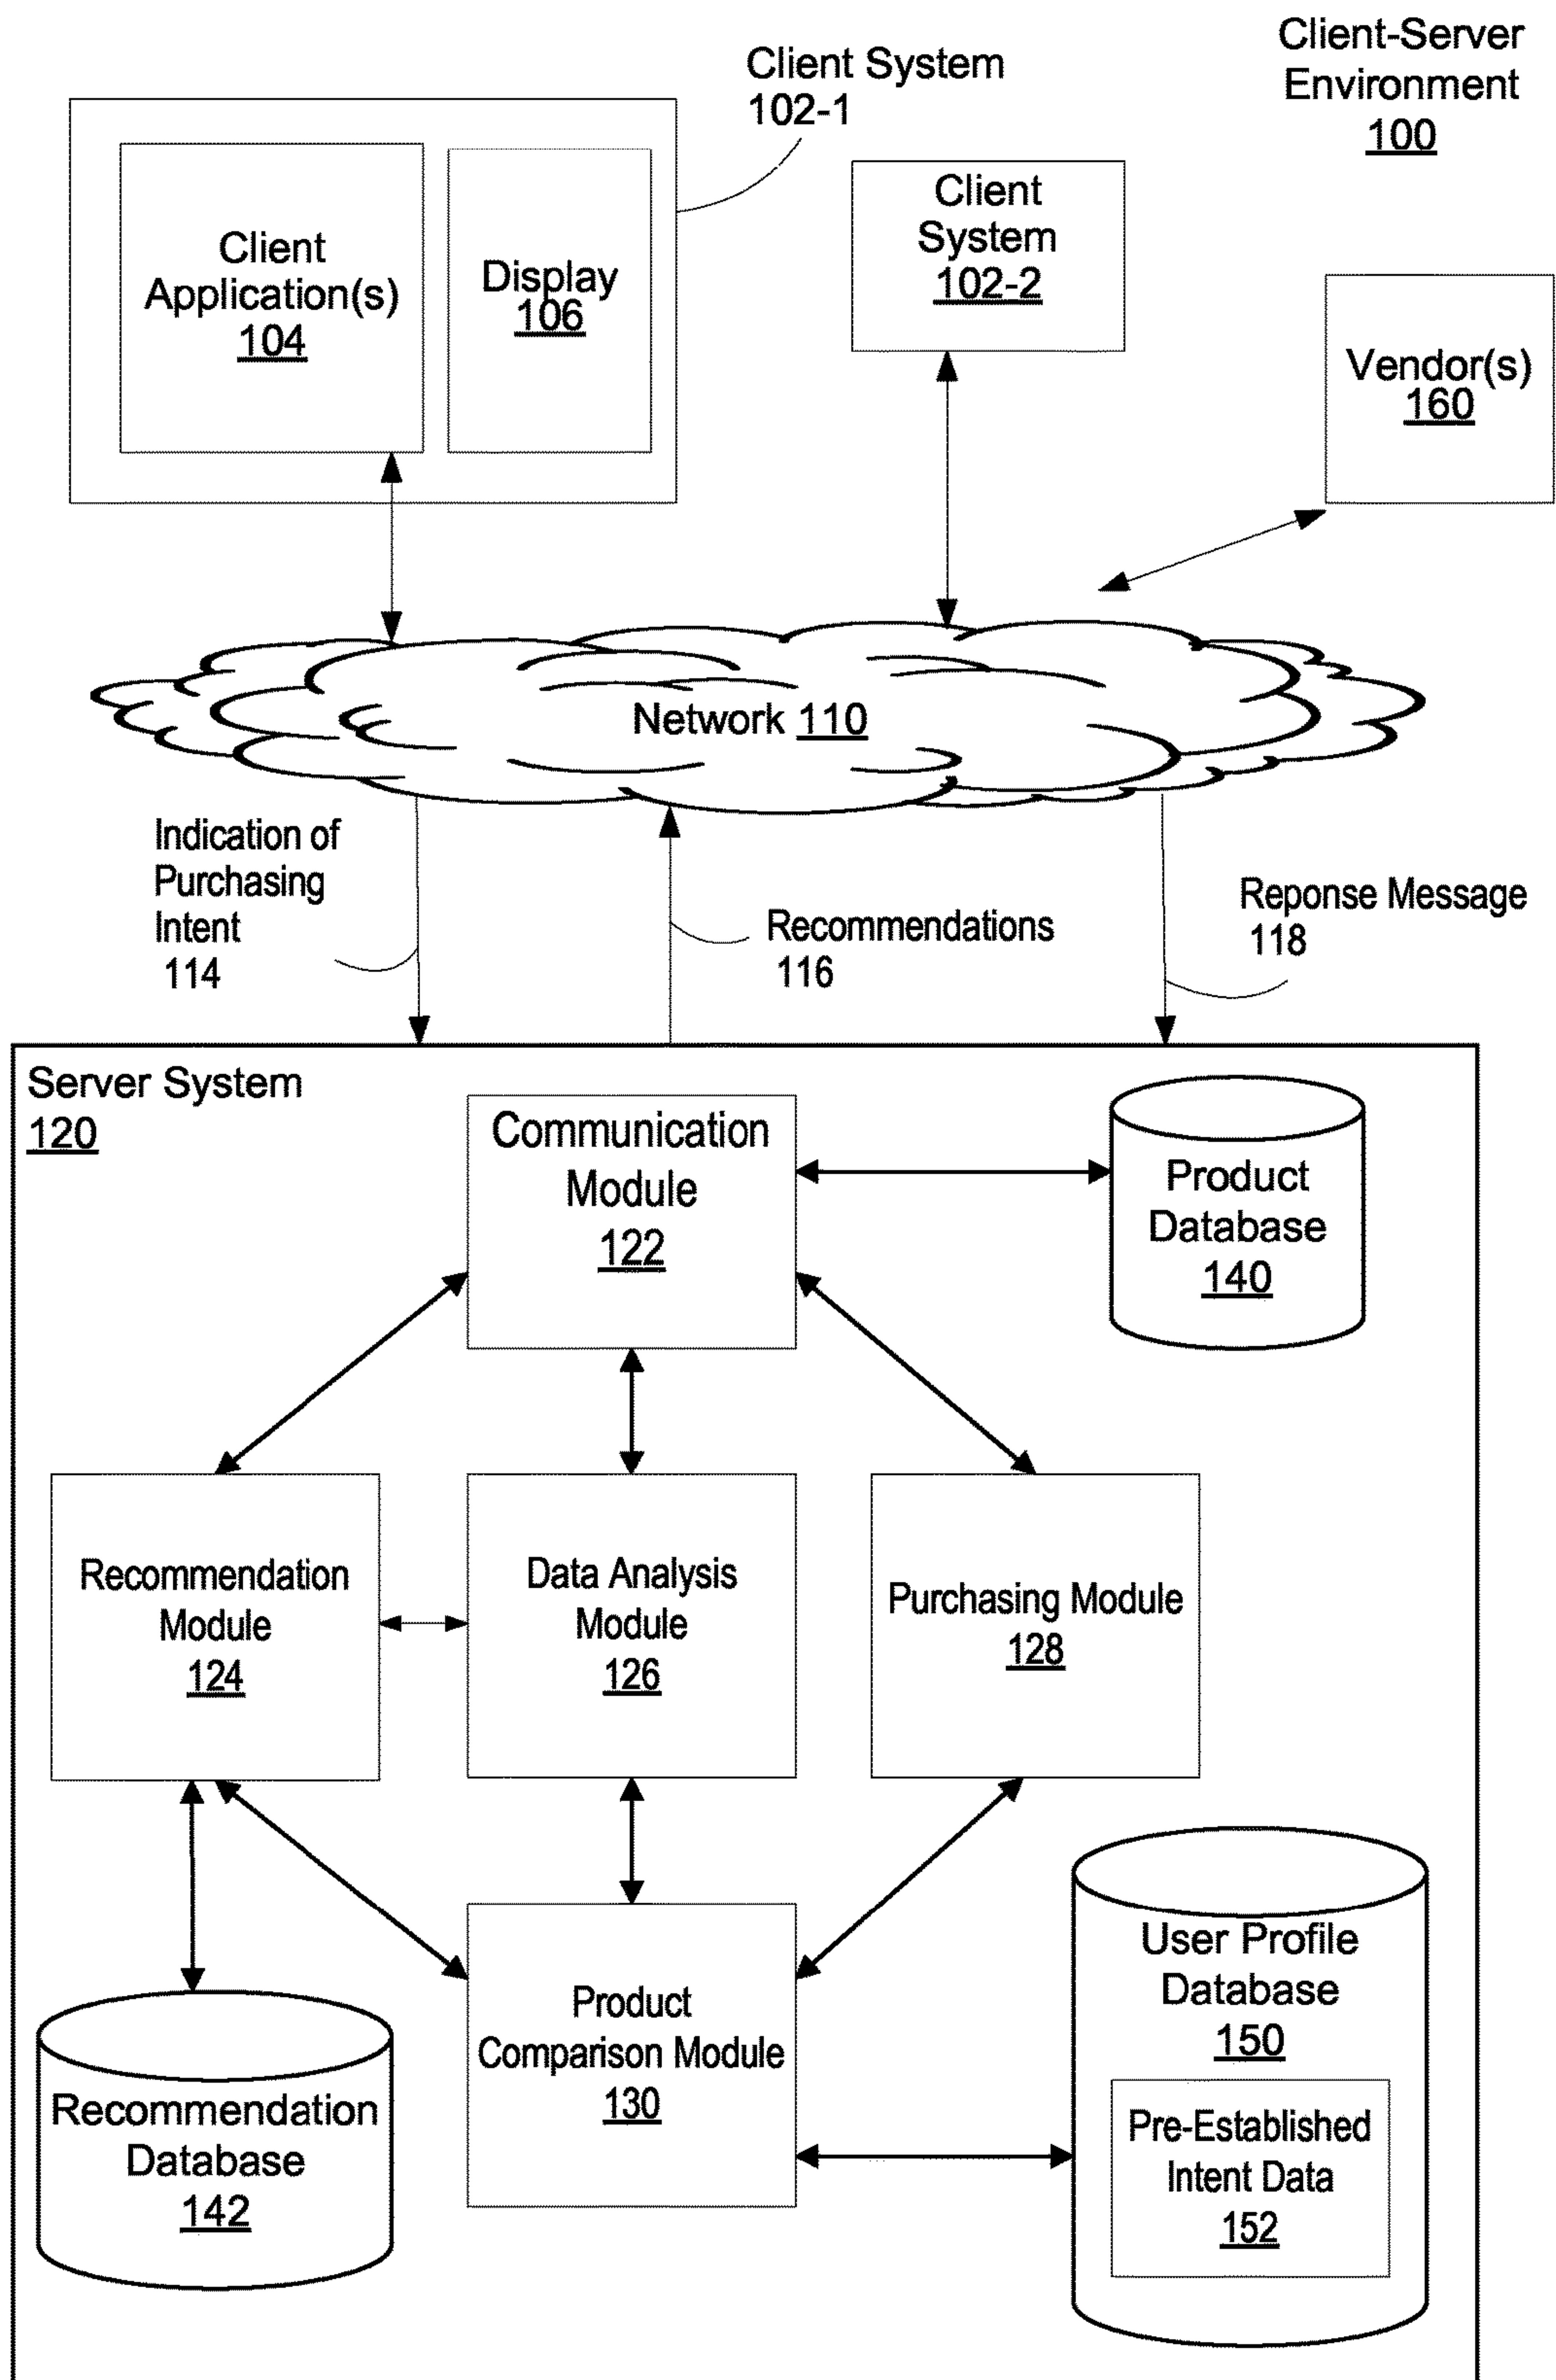 Client-Server
Environment
100
Client System
102-1
Client
Application(s)
104
Display
106
Client
System
102-2
Vendor(s)
160
Network 110
Indication of
Purchasing
Intent
114
Recommendations
116
Reponse Message
118
Server System
120
Communication
Module
122
Product
Database
140
Recommendation
Module
124
Data Analysis
Module
126
Purchasing Module
128
Product
Comparison Module
130
Recommendation
Database
142
User Profile
Database
150
Pre-Established
Intent Data
152